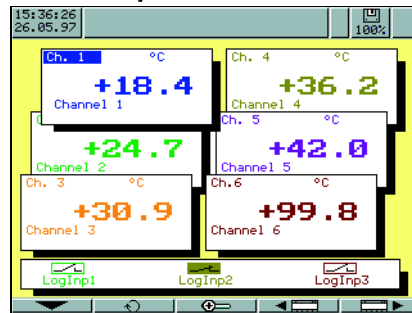 15:36:26
26.05.97
100%
Ch. 1 °C
+18.4
Channel 1
Ch. 4 °C
+36.2
Channel 4
+24.7
Channel 2
Ch. 5 °C
+42.0
Channel 5
Ch. 3 °C
+30.9
Channel 3
Ch.6 °C
+99.8
Channel 6
LogInp1 LogInp2 LogInp3